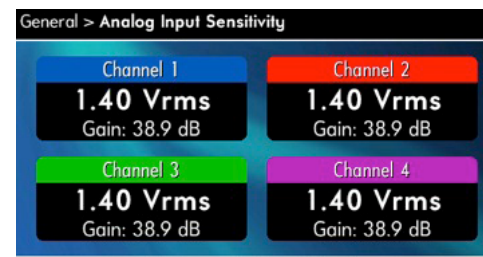 General > Analog Input Sensitivity
Channel 1
1.40 Vrms
Gain: 38.9 dB
Channel 2
1.40 Vrms
Gain: 38.9 dB
Channel 3
1.40 Vrms
Gain: 38.9 dB
Channel 4
1.40 Vrms
Gain: 38.9 dB